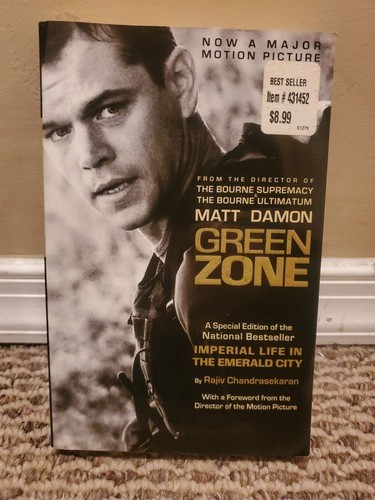 NOW A MAJOR
MOTION PICTURE
BEST SELLER
Item # 431452
$8.99
51275
FROM THE DIRECTOR OF
THE BOURNE SUPREMACY
& THE BOURNE ULTIMATUM
MATT DAMON
GREEN
ZONE
A Special Edition of the
National Bestseller
IMPERIAL LIFE IN
THE EMERALD CITY
By Rajiv Chandrasekaran
With a Foreword from the
Director of the Motion Picture